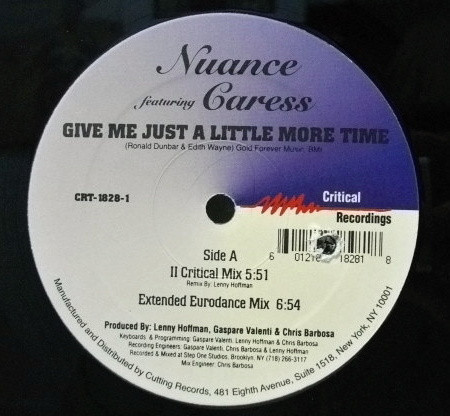 Nuance
featuring Caress
GIVE ME JUST A LITTLE MORE TIME
(Ronald Dunbar & Edith Wayne) Gold Forever Music, BMI
CRT-1828-1
Critical
Recordings
Side A
II Critical Mix 5:51
Remix By: Lenny Hoffman
Extended Eurodance Mix 6:54
6 01218 18281 8
Produced By: Lenny Hoffman, Gaspare Valenti & Chris Barbosa
Keyboards & Programming: Gaspare Valenti, Lenny Hoffman & Chris Barbosa
Recording Engineers: Gaspare Valenti, Chris Barbosa & Lenny Hoffman
Recorded & Mixed at Step One Studios, Brooklyn, NY (718) 266-3117
Mix Engineer: Chris Barbosa
Manufactured and Distributed by Cutting Records, 481 Eighth Avenue, Suite 1518, New York, NY 10001